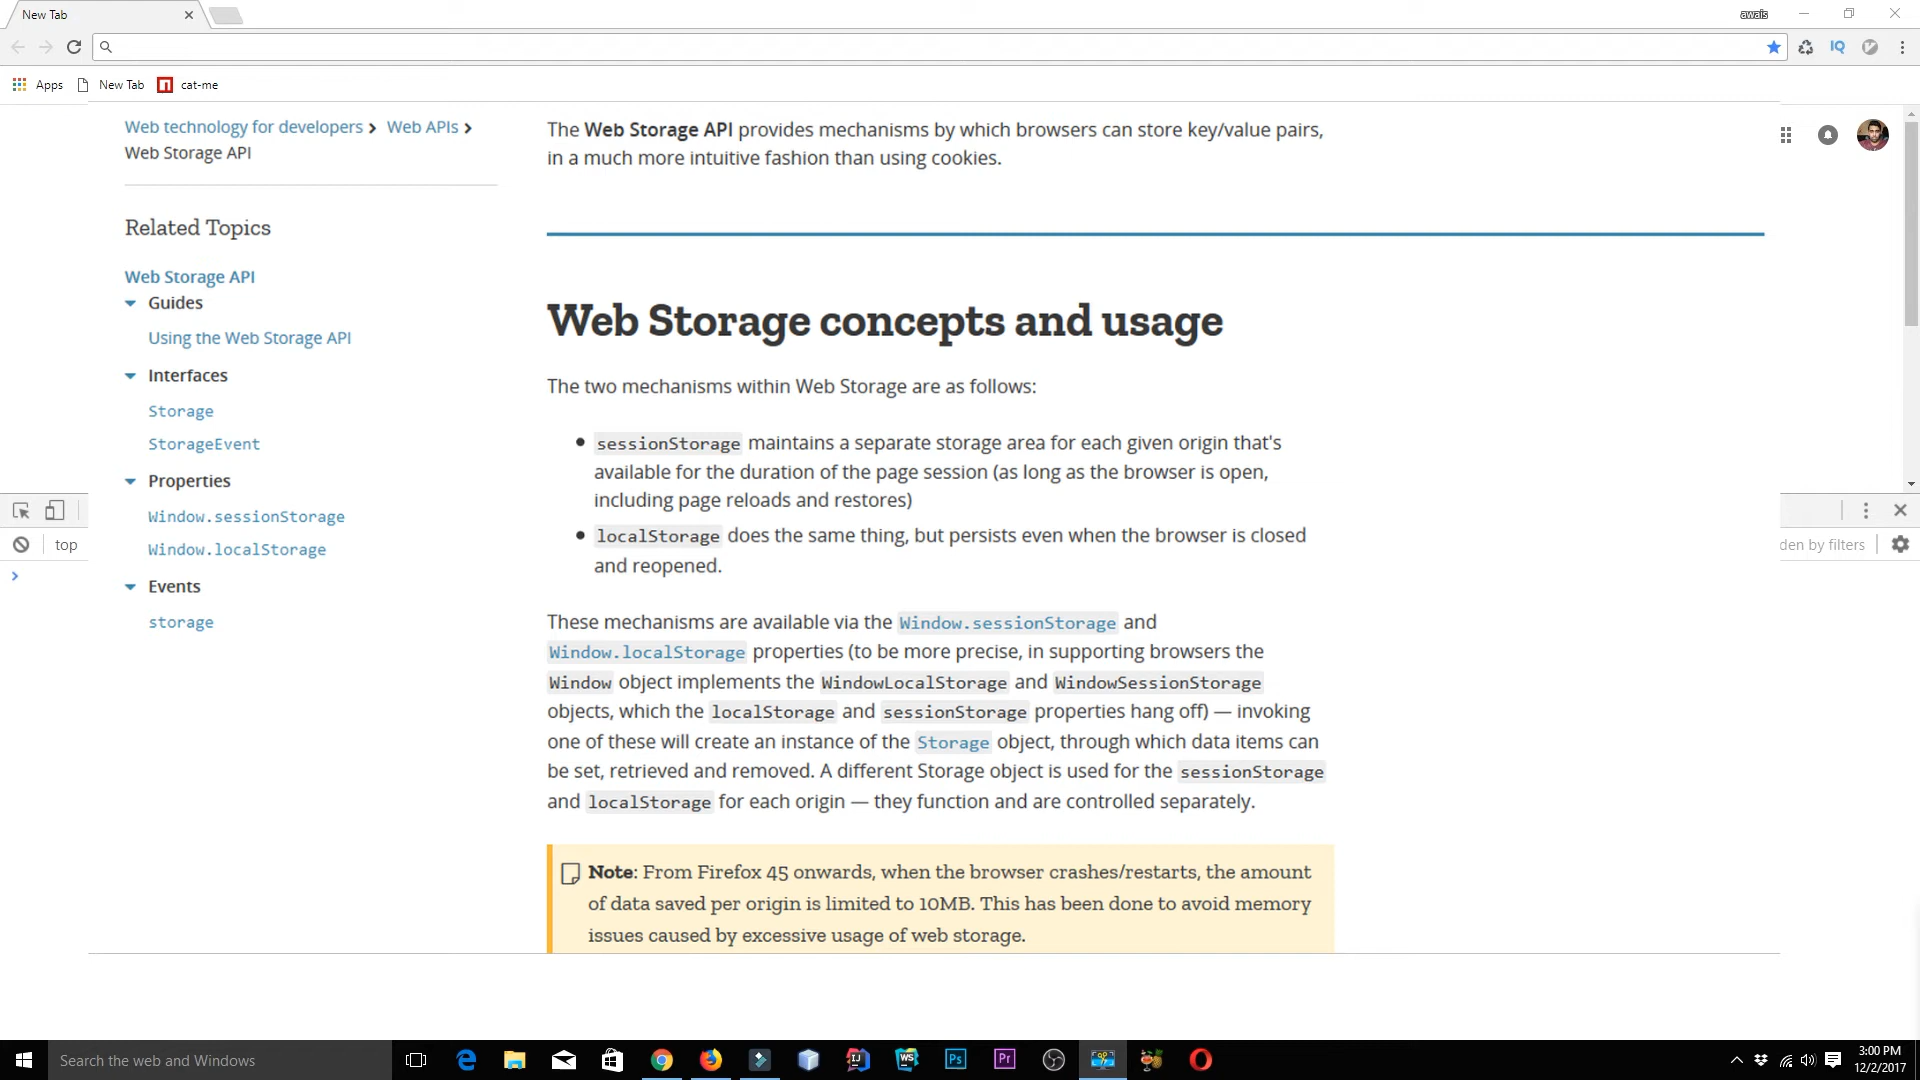 New Tab
awais
IQ
Apps
New Tab
cat-me
Web technology for developers > Web APIs >
Web Storage API
The Web Storage API provides mechanisms by which browsers can store key/value pairs,
in a much more intuitive fashion than using cookies.
Related Topics
Web Storage API
Guides
Using the Web Storage API
Interfaces
Storage
StorageEvent
Properties
Window.sessionStorage
Window.localStorage
Events
storage
Web Storage concepts and usage
The two mechanisms within Web Storage are as follows:
sessionStorage maintains a separate storage area for each given origin that's
available for the duration of the page session (as long as the browser is open,
including page reloads and restores)
localStorage does the same thing, but persists even when the browser is closed
and reopened.
These mechanisms are available via the Window.sessionStorage and
Window.localStorage properties (to be more precise, in supporting browsers the
Window object implements the WindowLocalStorage and WindowSessionStorage
objects, which the localStorage and sessionStorage properties hang off) — invoking
one of these will create an instance of the Storage object, through which data items can
be set, retrieved and removed. A different Storage object is used for the sessionStorage
and localStorage for each origin — they function and are controlled separately.
Note: From Firefox 45 onwards, when the browser crashes/restarts, the amount
of data saved per origin is limited to 10MB. This has been done to avoid memory
issues caused by excessive usage of web storage.
top
den by filters
Search the web and Windows
IJ
WS
Ps
Pr
3:00 PM
12/2/2017